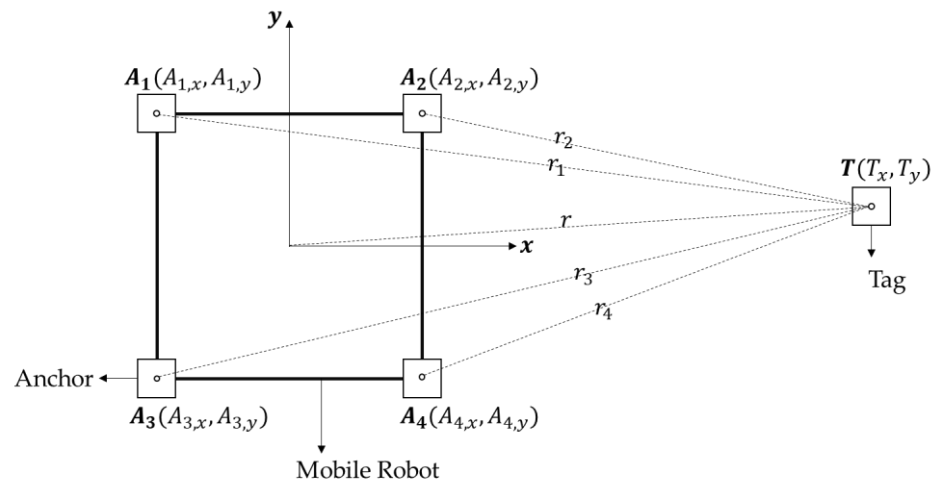 y
A₁(A₁,ₓ, A₁,ᵧ) A₂(A₂,ₓ, A₂,ᵧ)
r₂
r₁
T(Tₓ, Tᵧ)
r
x
r₃
Tag
r₄
Anchor
A₃(A₃,ₓ, A₃,ᵧ) A₄(A₄,ₓ, A₄,ᵧ)
Mobile Robot